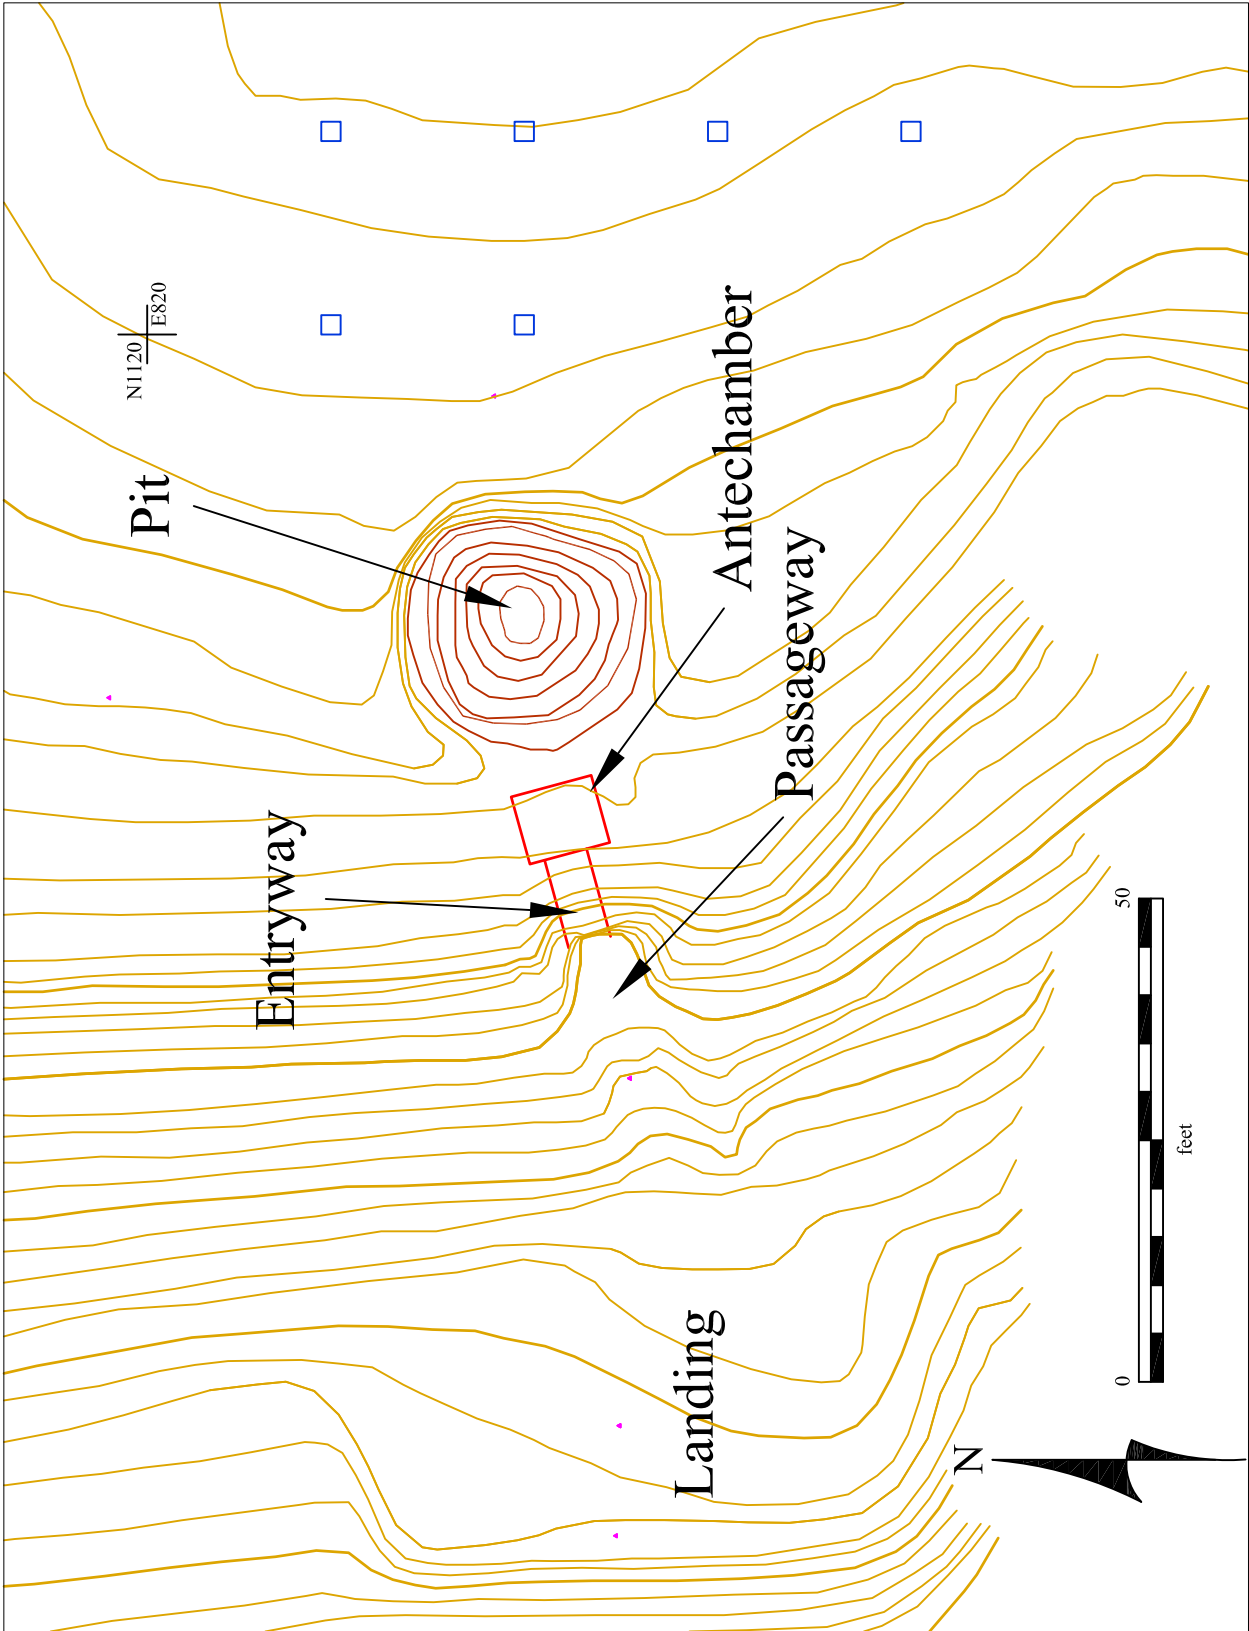 N1120
E820
Pit
Antechamber
Passageway
Entryway
Landing
N
0
50
feet